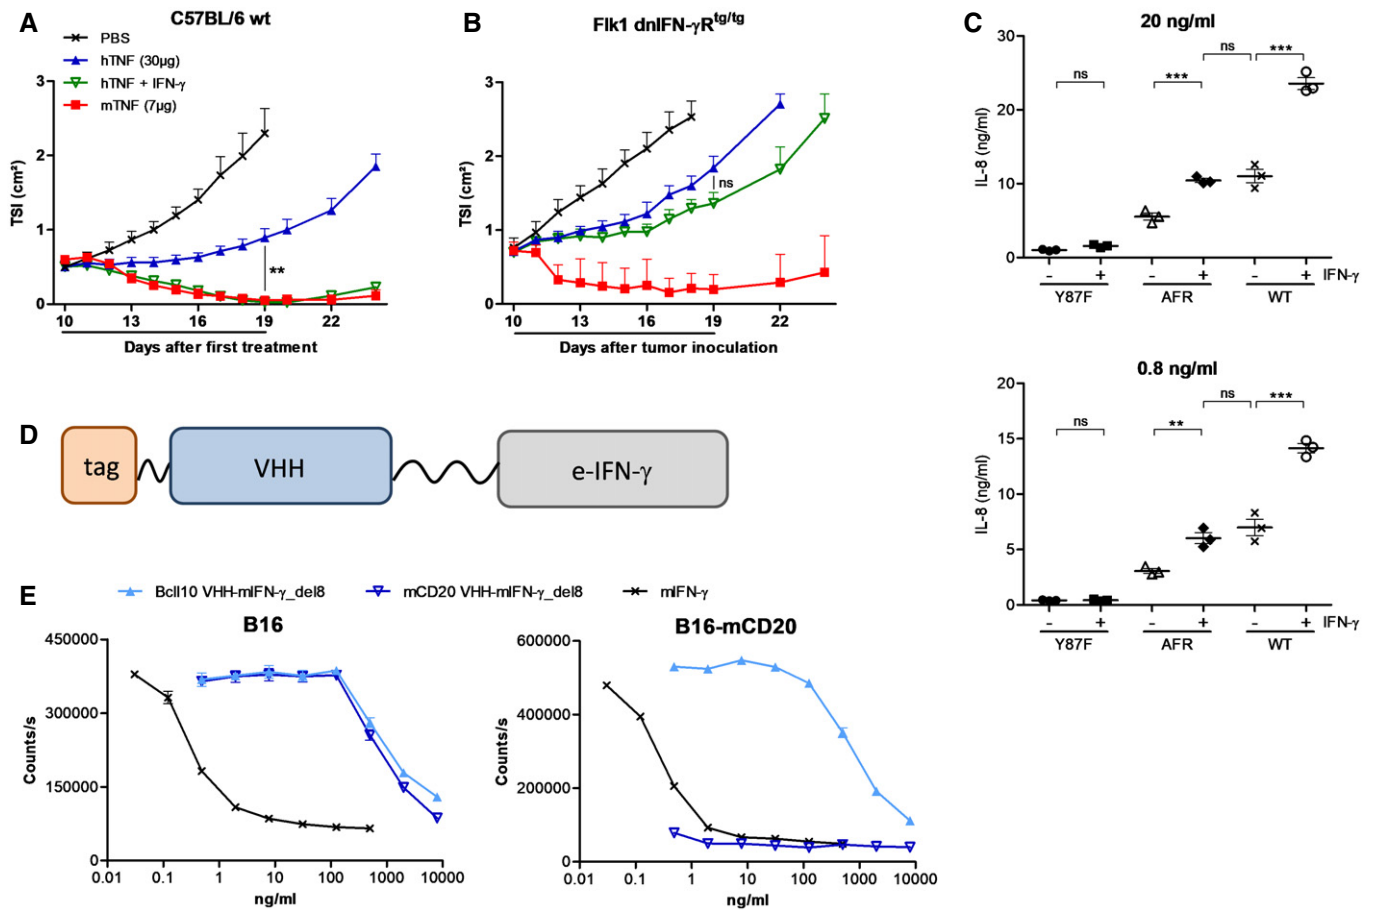 A
C57BL/6 wt
PBS
hTNF (30µg)
hTNF + IFN-γ
mTNF (7µg)
TSI (cm²)
3
2
1
0
10 13 16 19 22
**
Days after first treatment
B
Flk1 dnIFN-γRtg/tg
TSI (cm²)
3
2
1
0
10 13 16 19 22
ns
Days after tumor inoculation
C
20 ng/ml
IL-8 (ng/ml)
30
20
10
0
ns *** ns ***
- + - + - + IFN-γ
Y87F AFR WT
0.8 ng/ml
IL-8 (ng/ml)
20
15
10
5
0
ns ** ns ***
- + - + - + IFN-γ
Y87F AFR WT
D
tag VHH e-IFN-γ
E
Bcll10 VHH-mIFN-γ_del8 mCD20 VHH-mIFN-γ_del8 mIFN-γ
B16
Counts/s
450000
300000
150000
0
0.01 0.1 1 10 100 1000 10000
ng/ml
B16-mCD20
Counts/s
600000
400000
200000
0
0.01 0.1 1 10 100 1000 10000
ng/ml